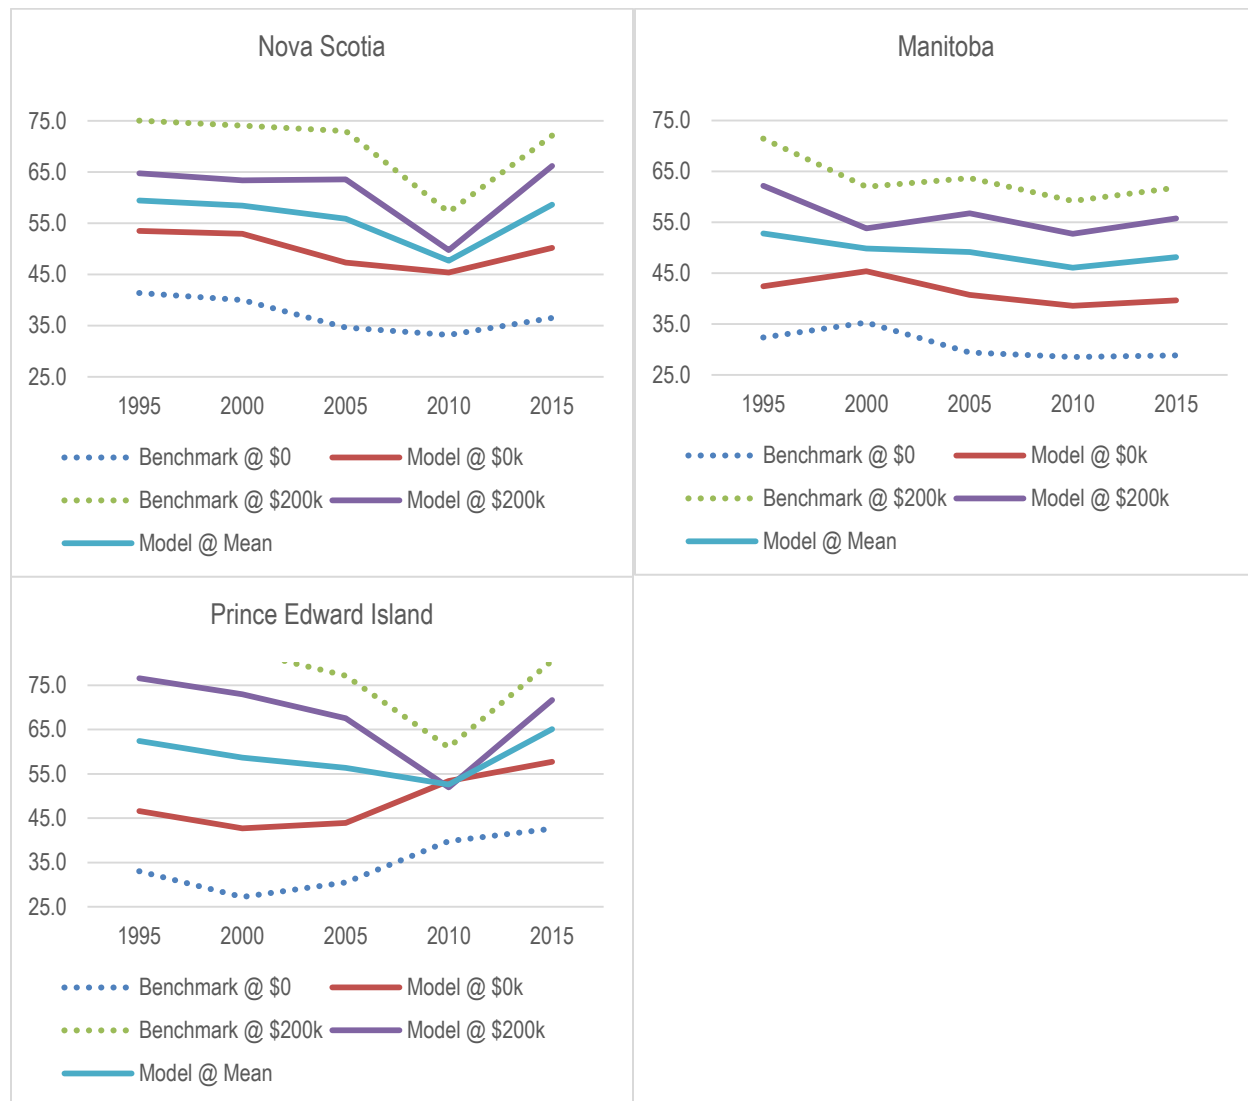 Nova Scotia
75.0
65.0
55.0
45.0
35.0
25.0
1995 2000 2005 2010 2015
Benchmark @ $0 Model @ $0k
Benchmark @ $200k Model @ $200k
Model @ Mean
Manitoba
75.0
65.0
55.0
45.0
35.0
25.0
1995 2000 2005 2010 2015
Benchmark @ $0 Model @ $0k
Benchmark @ $200k Model @ $200k
Model @ Mean
Prince Edward Island
75.0
65.0
55.0
45.0
35.0
25.0
1995 2000 2005 2010 2015
Benchmark @ $0 Model @ $0k
Benchmark @ $200k Model @ $200k
Model @ Mean